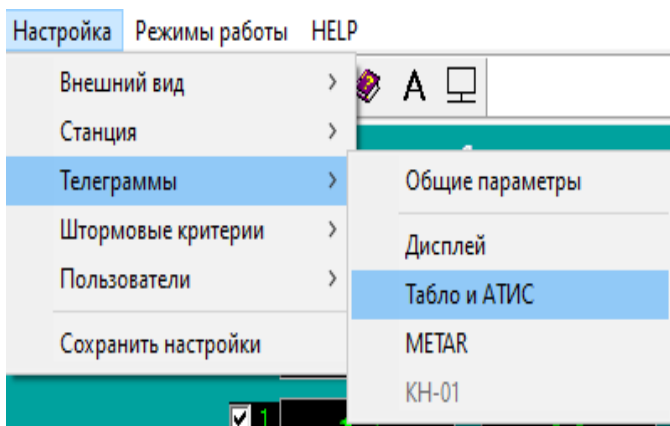 Настройка Режимы работы HELP
Внешний вид
A
Станция
Телеграммы
Общие параметры
Штормовые критерии
Дисплей
Пользователи
Табло и АТИС
Сохранить настройки
METAR
КН-01
1